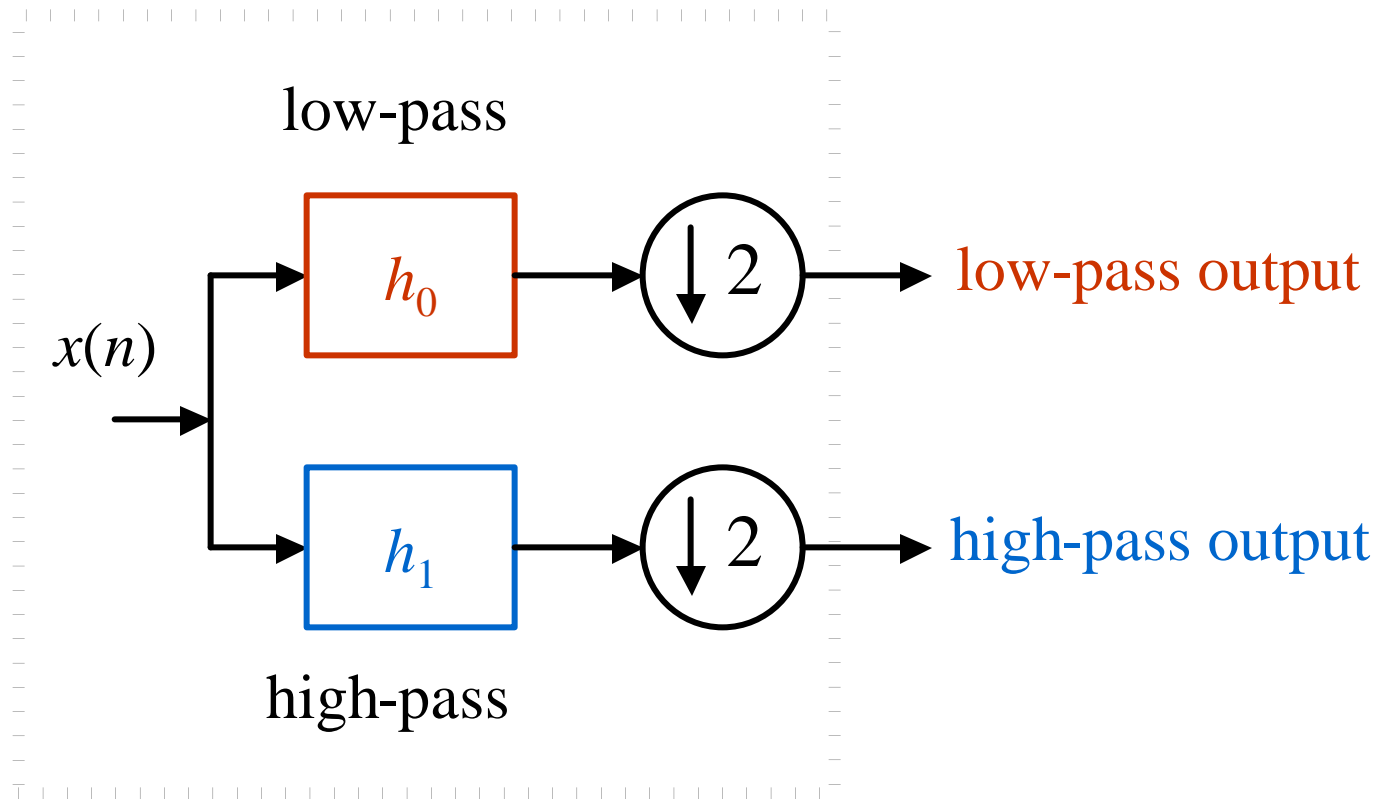 low-pass
h0
↓ 2
low-pass output
x(n)
h1
↓ 2
high-pass output
high-pass